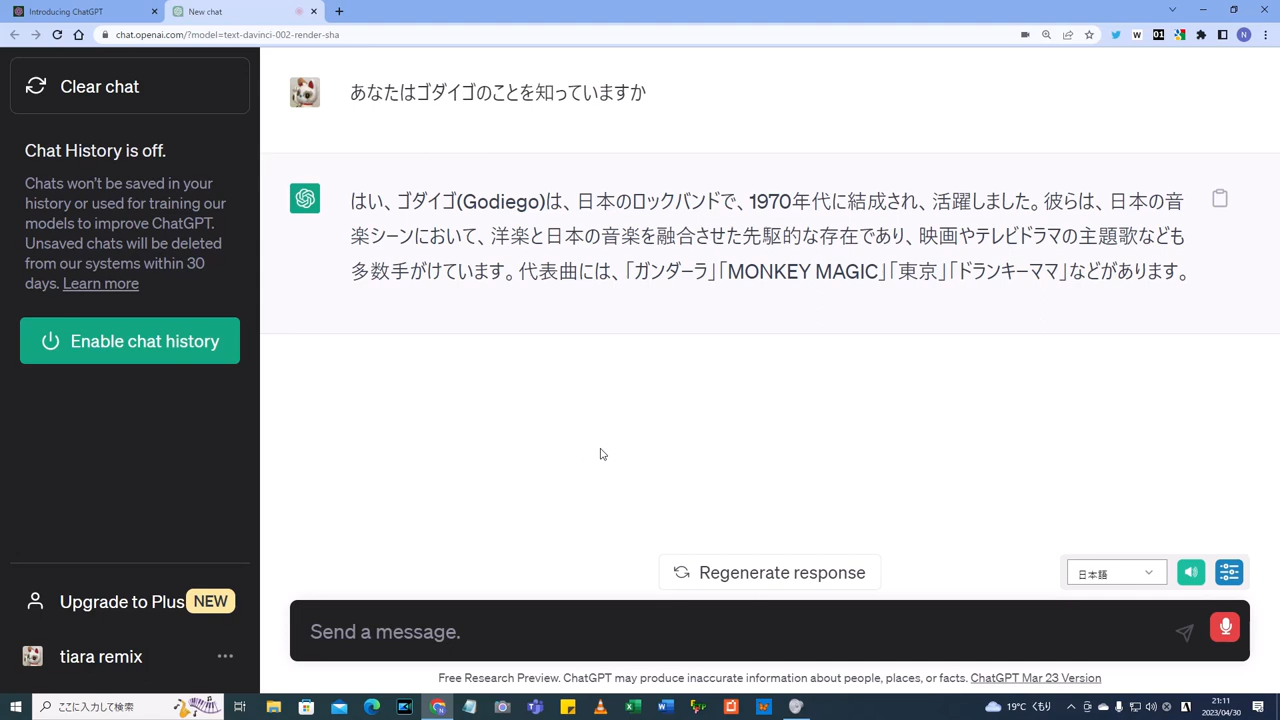 Introducing ChatGPT
New chat
chat.openai.com/?model=text-davinci-002-render-sha
Clear chat
Chat History is off.
Chats won't be saved in your
history or used for training our
models to improve ChatGPT.
Unsaved chats will be deleted
from our systems within 30
days. Learn more
Enable chat history
Upgrade to Plus NEW
tiara remix
あなたはゴダイゴのことを知っていますか
はい、ゴダイゴ(Godiego)は、日本のロックバンドで、1970年代に結成され、活躍しました。彼らは、日本の音
楽シーンにおいて、洋楽と日本の音楽を融合させた先駆的な存在であり、映画やテレビドラマの主題歌なども
多数手がけています。代表曲には、「ガンダーラ」「MONKEY MAGIC」「東京」「ドランキーママ」などがあります。
Regenerate response
日本語
Send a message.
Free Research Preview. ChatGPT may produce inaccurate information about people, places, or facts. ChatGPT Mar 23 Version
ここに入力して検索
19°C くもり
A
21:11
2023/04/30